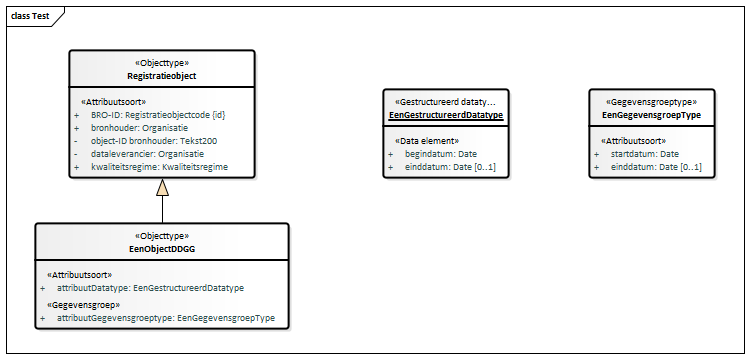 class Test
«Objecttype»
Registratieobject
«Attribuutsoort»
+ BRO-ID: Registratieobjectcode {id}
+ bronhouder: Organisatie
- object-ID bronhouder: Tekst200
- dataleverancier: Organisatie
+ kwaliteitsregime: Kwaliteitsregime
«Gestructureerd dataty...
EenGestructureerdDatatype
«Data element»
+ begindatum: Date
+ einddatum: Date [0..1]
«Gegevensgroeptype»
EenGegevensgroepType
«Attribuutsoort»
+ startdatum: Date
+ einddatum: Date [0..1]
«Objecttype»
EenObjectDDGG
«Attribuutsoort»
+ attribuutDatatype: EenGestructureerdDatatype
«Gegevensgroep»
+ attribuutGegevensgroeptype: EenGegevensgroepType